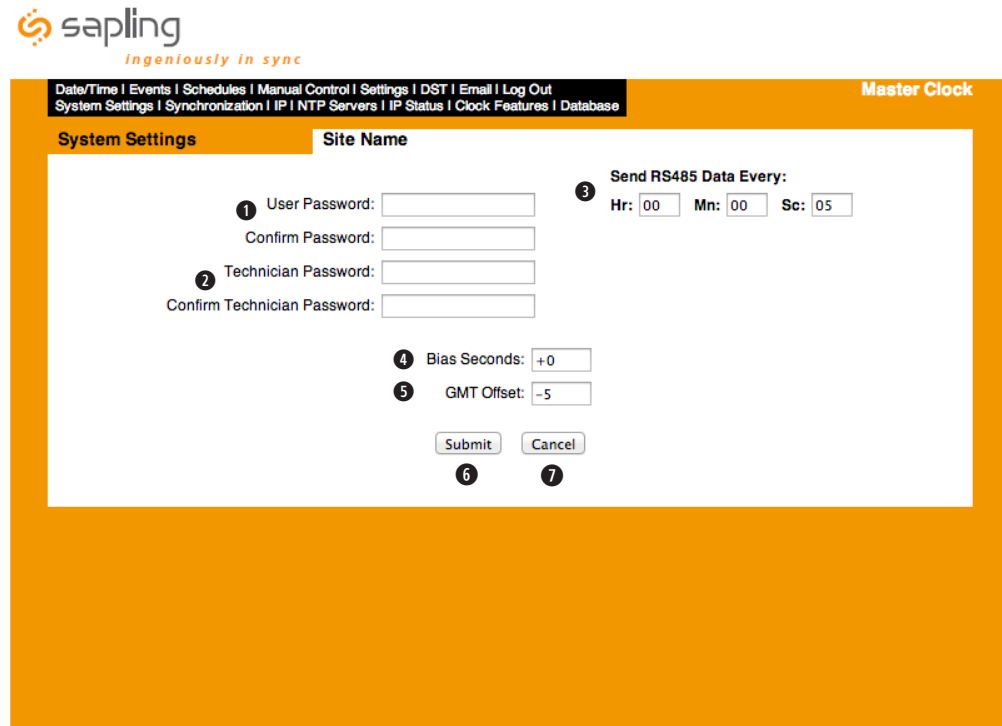 sapling
ingeniously in sync
Date/Time I Events I Schedules I Manual Control I Settings I DST I Email I Log Out
System Settings I Synchronization I IP I NTP Servers I IP Status I Clock Features I Database
Master Clock
System Settings
Site Name
Send RS485 Data Every:
3
Hr: 00 Mn: 00 Sc: 05
1 User Password:
Confirm Password:
2 Technician Password:
Confirm Technician Password:
4 Bias Seconds: +0
5 GMT Offset: -5
Submit Cancel
6 7